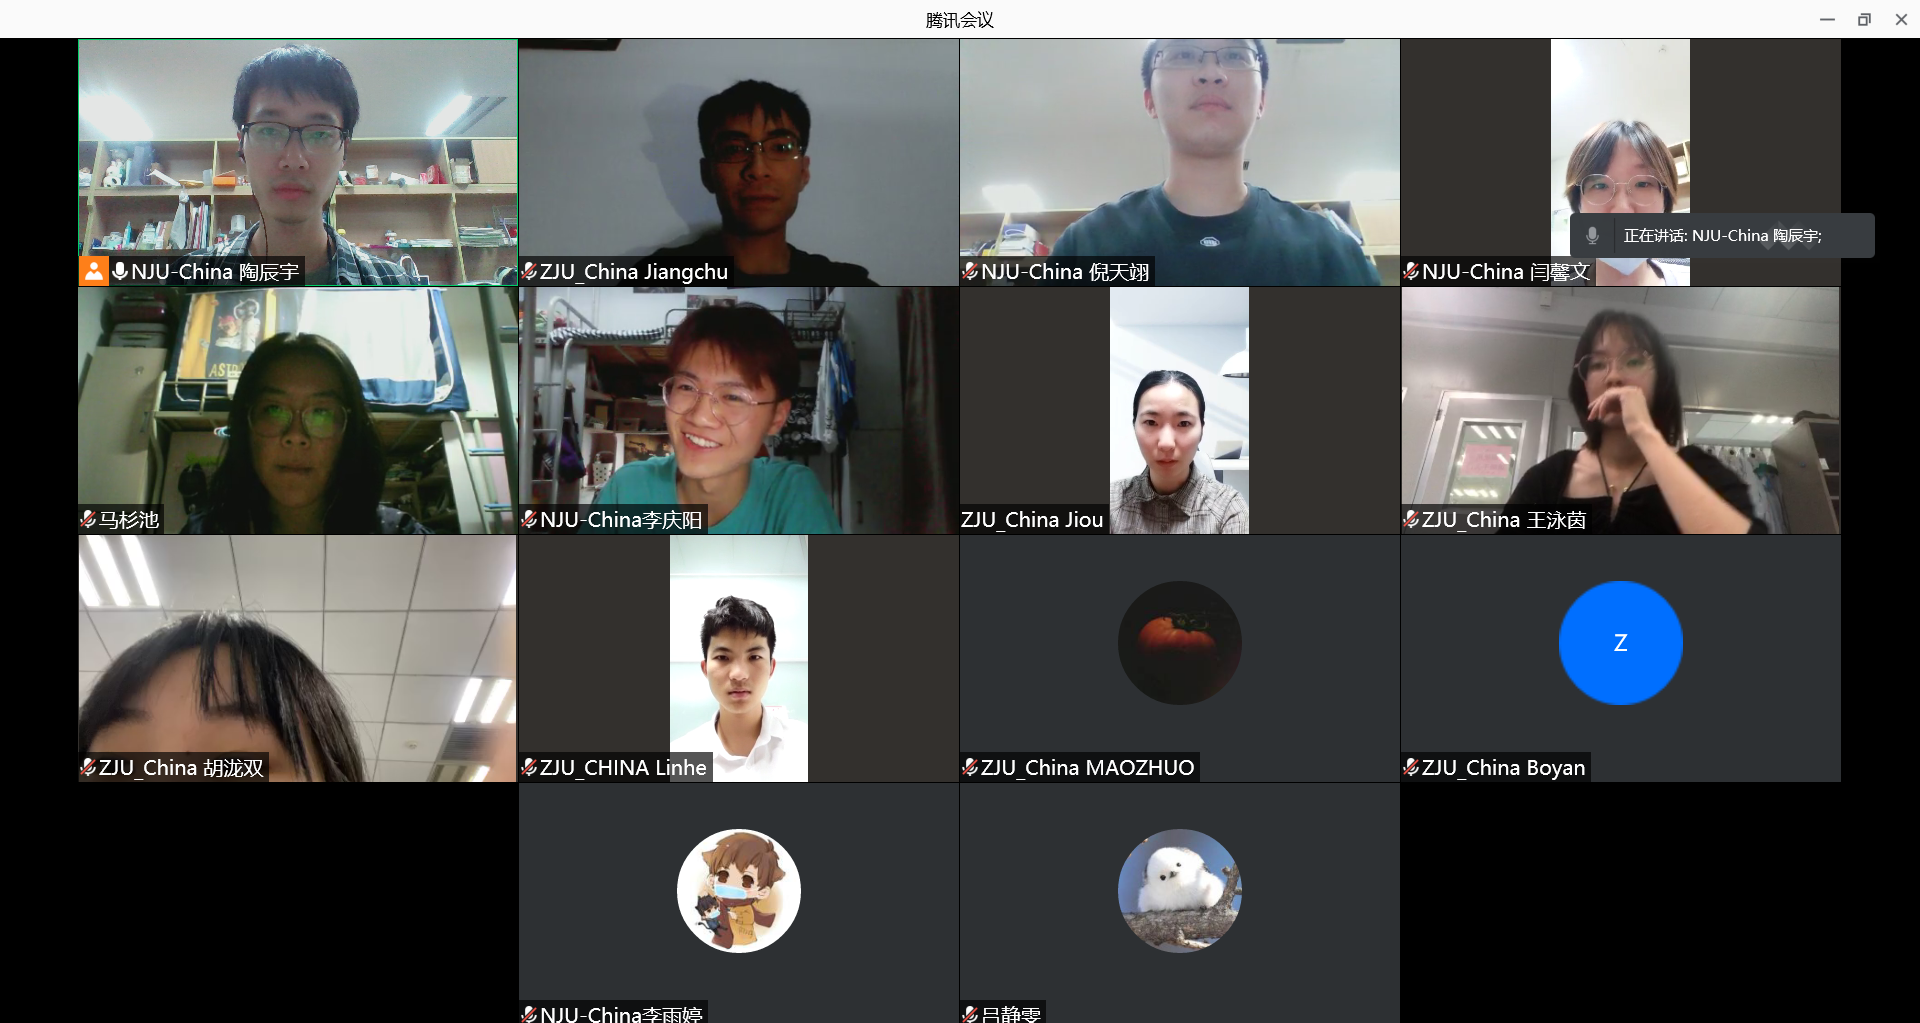 腾讯会议
NJU-China 陶辰宇
ZJU_China Jiangchu
NJU-China 倪天翊
NJU-China 闫馨文
正在讲话: NJU-China 陶辰宇;
马杉池
NJU-China李庆阳
ZJU_China Jiou
ZJU_China 王泳茵
ZJU_China 胡泷双
ZJU_CHINA Linhe
ZJU_China MAOZHUO
Z
ZJU_China Boyan
NJU-China李雨婷
吕静雯